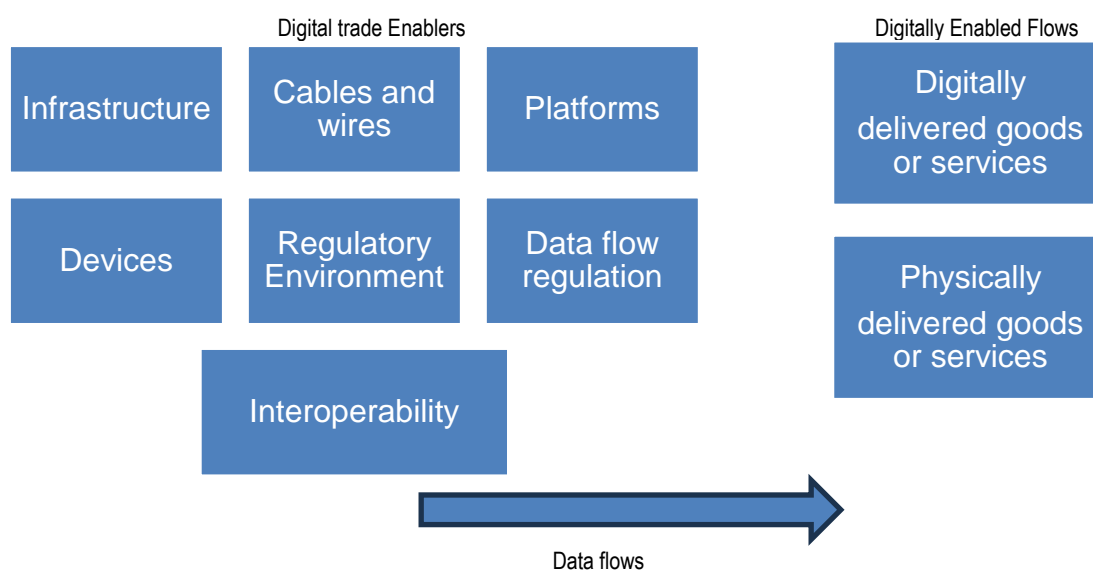 Digital trade Enablers
Digitally Enabled Flows
Infrastructure
Cables and
wires
Platforms
Digitally
delivered goods
or services
Devices
Regulatory
Environment
Data flow
regulation
Physically
delivered goods
or services
Interoperability
Data flows